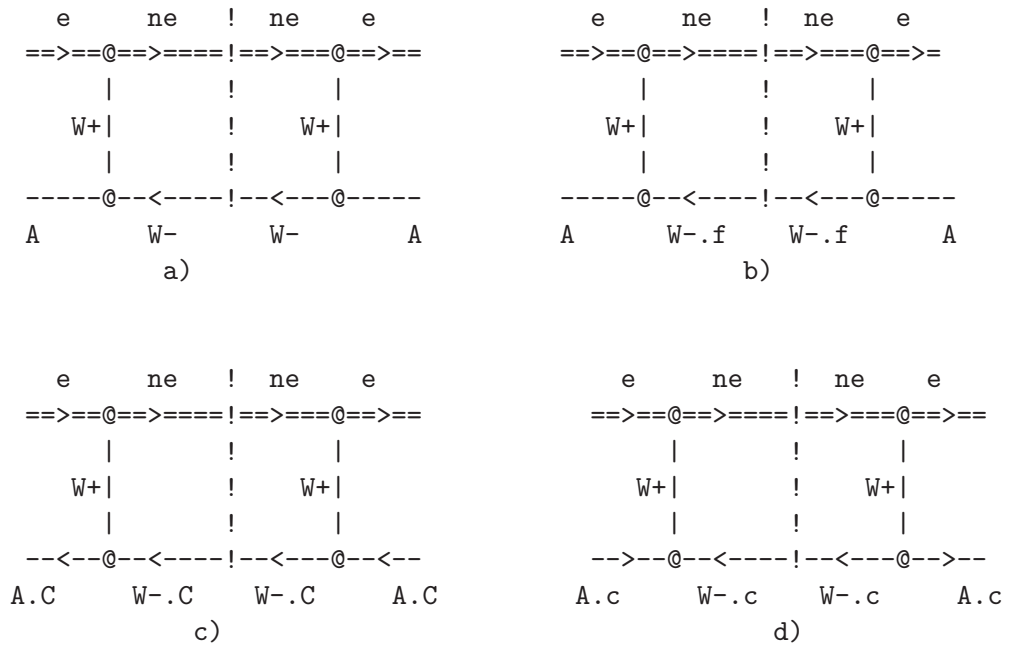 e ne ! ne e e ne ! ne e
==>==@==>====!==>===@==>== ==>==@==>====!==>===@==>=
| ! | | ! |
W+| ! W+| W+| ! W+|
| ! | | ! |
-----@--<----!--<---@----- -----@--<----!--<---@-----
A W- W- A A W-.f W-.f A
a) b)
e ne ! ne e e ne ! ne e
==>==@==>====!==>===@==>== ==>==@==>====!==>===@==>==
| ! | | ! |
W+| ! W+| W+| ! W+|
| ! | | ! |
--<--@--<----!--<---@--<-- -->--@--<----!--<---@-->--
A.C W-.C W-.C A.C A.c W-.c W-.c A.c
c) d)